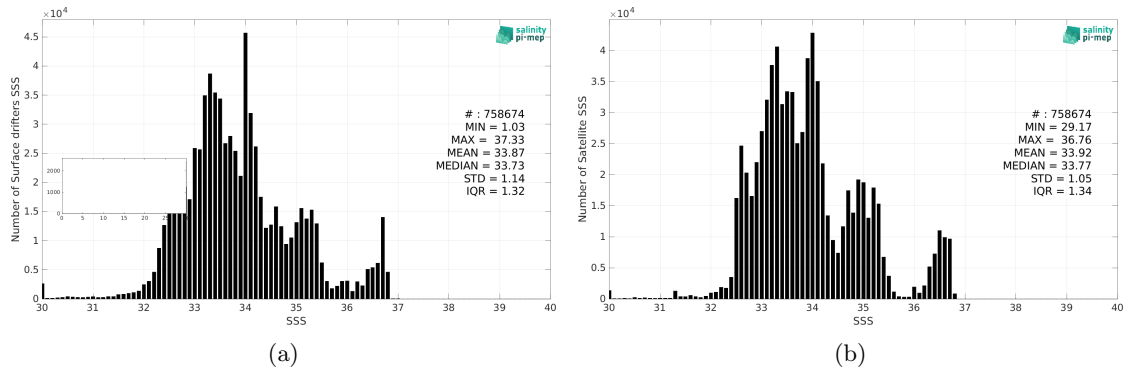 ×10⁴
salinity
pi-mep
4.5
4
3.5
3
2.5
2
1.5
1
0.5
0
Number of Surface drifters SSS
# : 758674
MIN = 1.03
MAX = 37.33
MEAN = 33.87
MEDIAN = 33.73
STD = 1.14
IQR = 1.32
2000
1000
0
0 5 10 15 20 25
30 31 32 33 34 35 36 37 38 39 40
SSS
(a)
×10⁴
salinity
pi-mep
4
3.5
3
2.5
2
1.5
1
0.5
0
Number of Satellite SSS
# : 758674
MIN = 29.17
MAX = 36.76
MEAN = 33.92
MEDIAN = 33.77
STD = 1.05
IQR = 1.34
30 31 32 33 34 35 36 37 38 39 40
SSS
(b)